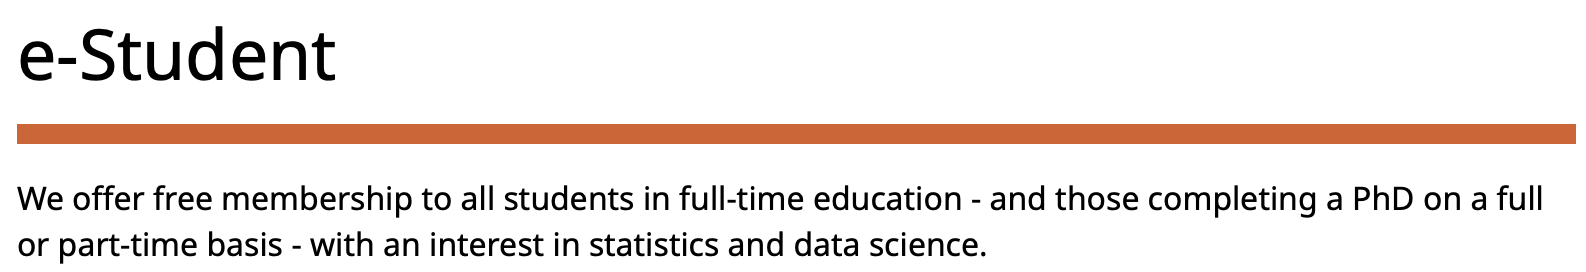 e-Student
We offer free membership to all students in full-time education - and those completing a PhD on a full
or part-time basis - with an interest in statistics and data science.